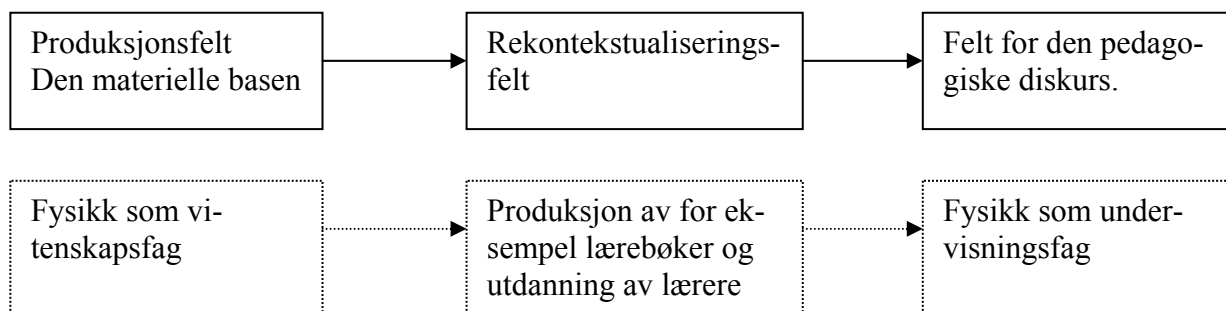 Produksjonsfelt
Den materielle basen
Rekontekstualiserings-
felt
Felt for den pedago-
giske diskurs.
Fysikk som vi-
tenskapsfag
Produksjon av for ek-
sempel lærebøker og
utdanning av lærere
Fysikk som under-
visningsfag